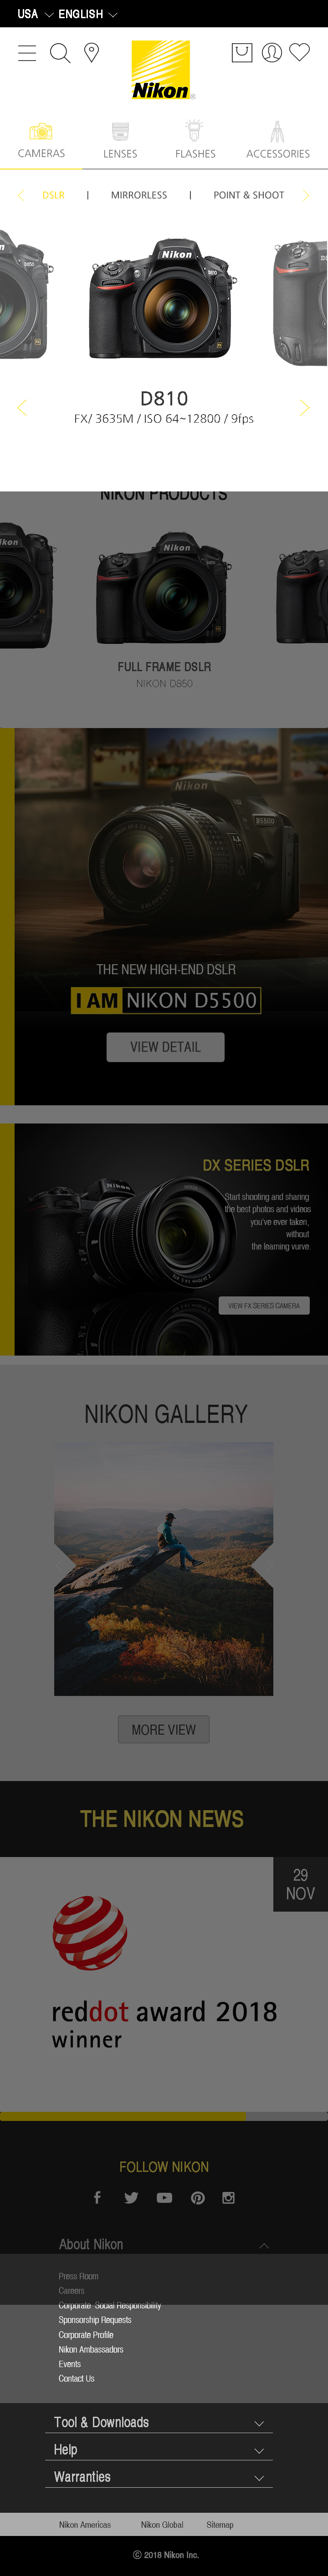 USA ENGLISH
Nikon
CAMERAS LENSES FLASHES ACCESSORIES
DSLR | MIRRORLESS | POINT & SHOOT
Nikon
D810
D810
FX/ 3635M / ISO 64~12800 / 9fps
NIKON PRODUCTS
Nikon
FULL FRAME DSLR
NIKON D850
Nikon
D5500
THE NEW HIGH-END DSLR
I AM NIKON D5500
VIEW DETAIL
DX SERIES DSLR
Start shooting and sharing
the best photos and videos
you've ever taken,
without
the learning vurve.
VIEW FX SERIES CAMERA
NIKON GALLERY
MORE VIEW
THE NIKON NEWS
29
NOV
reddot award 2018
winner
FOLLOW NIKON
About Nikon
Press Room
Careers
Corporate Social Responsibility
Sponsorship Requests
Corporate Profile
Nikon Ambassadors
Events
Contact Us
Tool & Downloads
Help
Warranties
Nikon Americas Nikon Global Sitemap
ⓒ 2018 Nikon Inc.